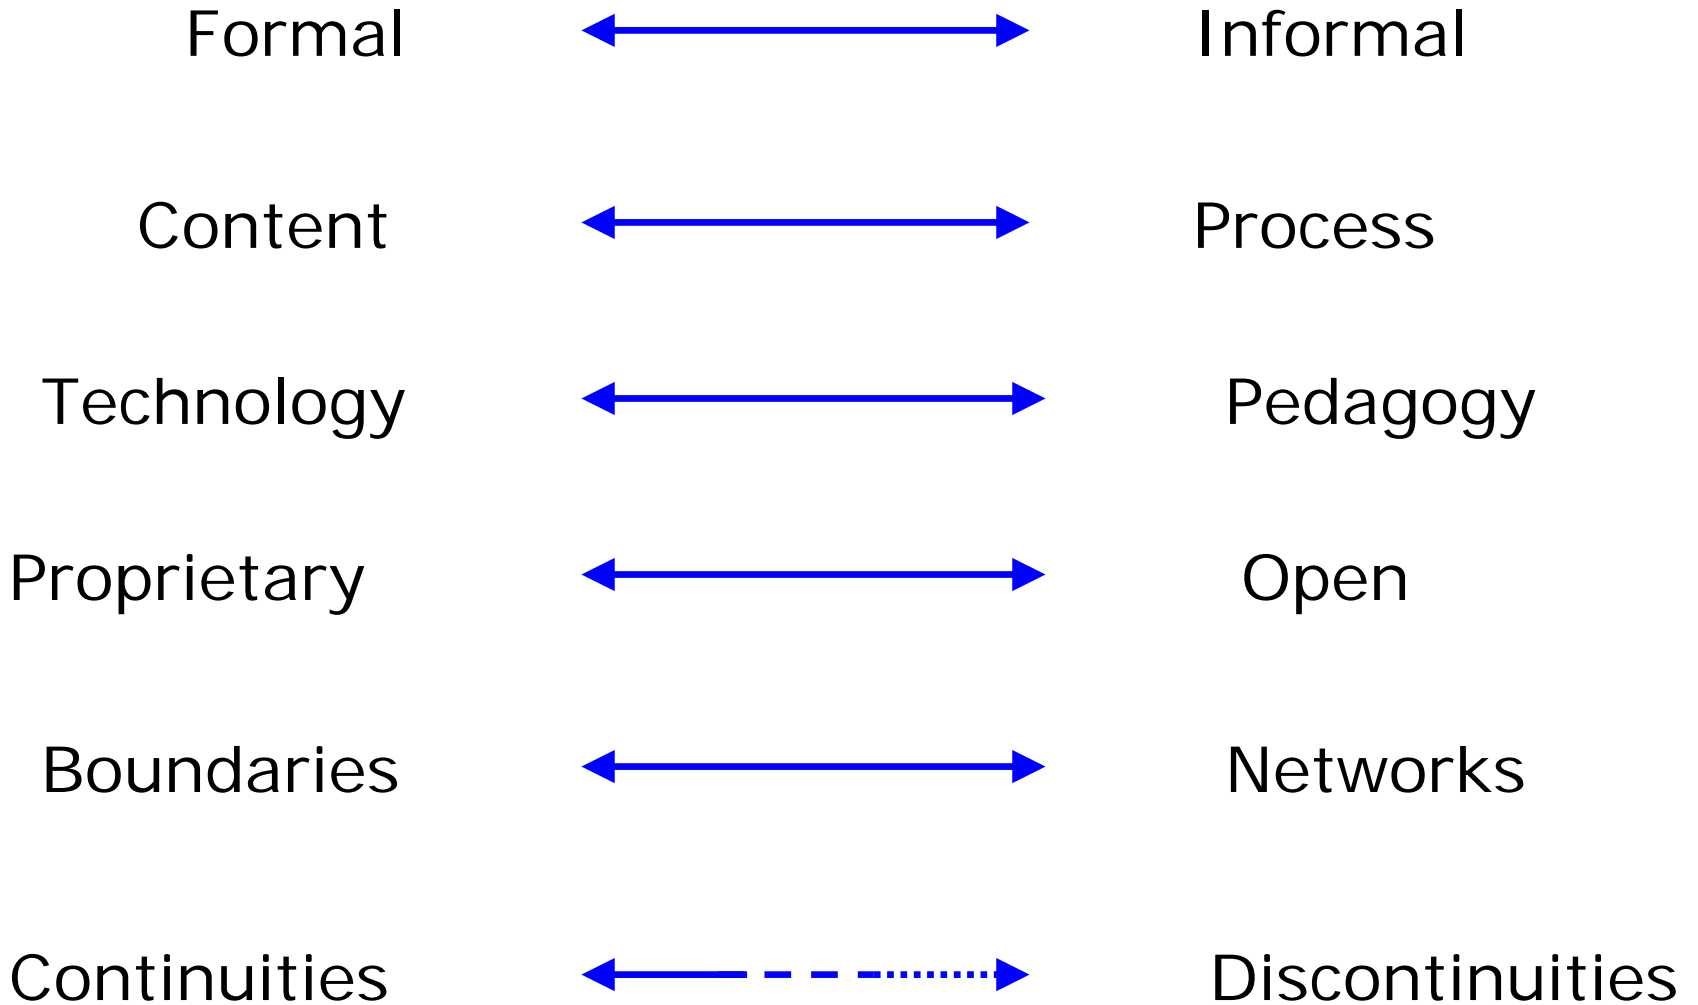 Formal Informal
Content Process
Technology Pedagogy
Proprietary Open
Boundaries Networks
Continuities Discontinuities